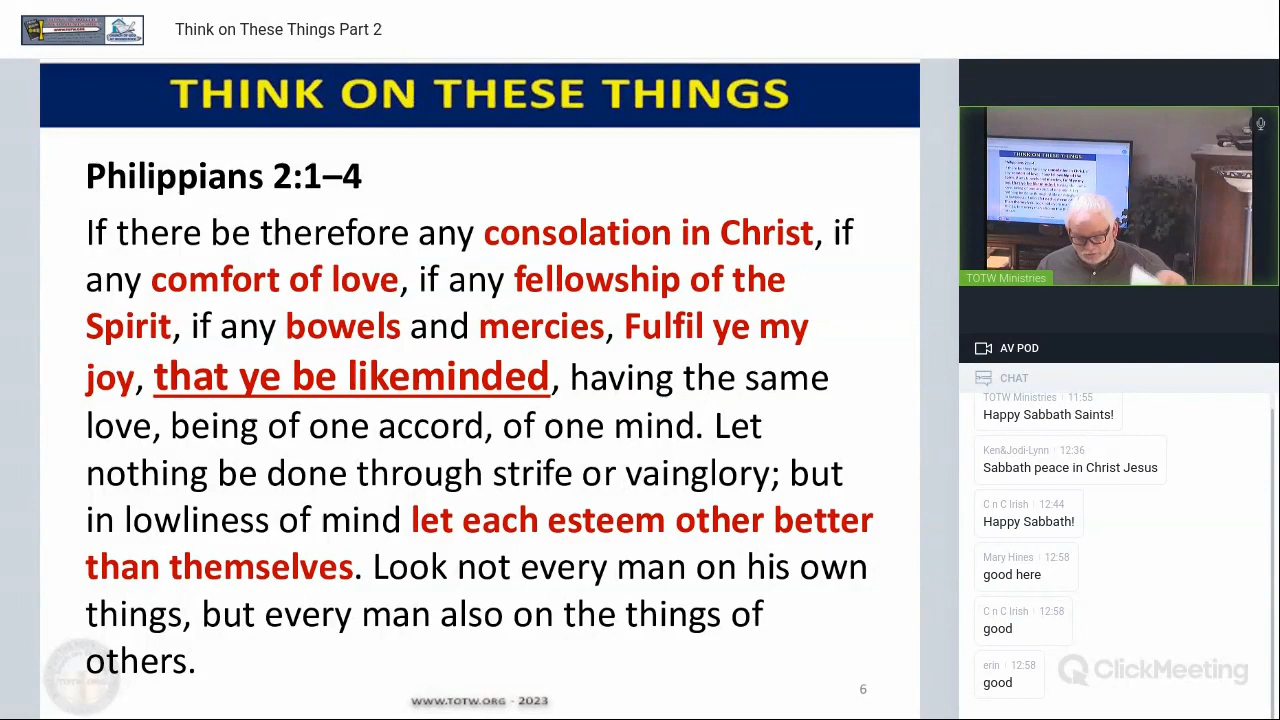 Think on These Things Part 2
THINK ON THESE THINGS
Philippians 2:1–4
If there be therefore any consolation in Christ, if
any comfort of love, if any fellowship of the
Spirit, if any bowels and mercies, Fulfil ye my
joy, that ye be likeminded, having the same
love, being of one accord, of one mind. Let
nothing be done through strife or vainglory; but
in lowliness of mind let each esteem other better
than themselves. Look not every man on his own
things, but every man also on the things of
others.
WWW.TOTW.ORG - 2023
6
THINK ON THESE THINGS
TOTW Ministries
AV POD
CHAT
TOTW Ministries 11:55
Happy Sabbath Saints!
Ken&Jodi-Lynn 12:36
Sabbath peace in Christ Jesus
C n C Irish 12:44
Happy Sabbath!
Mary Hines 12:58
good here
C n C Irish 12:58
good
erin 12:58
good
ClickMeeting